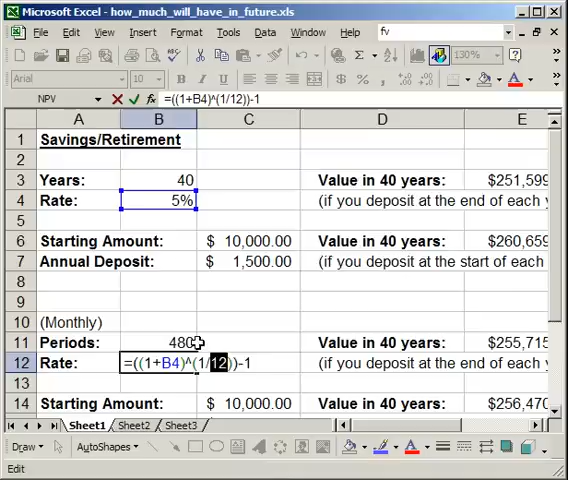 Microsoft Excel - how_much_will_have_in_future.xls
File Edit View Insert Format Tools Data Window Help fv
130%
Arial 10 B I U $
NPV =((1+B4)^(1/12))-1
A B C D E
1 Savings/Retirement
2
3 Years: 40 Value in 40 years: $251,599
4 Rate: 5% (if you deposit at the end of each y
5
6 Starting Amount: $ 10,000.00 Value in 40 years: $260,659
7 Annual Deposit: $ 1,500.00 (if you deposit at the start of each
8
9
10 (Monthly)
11 Periods: 480 Value in 40 years: $255,715
12 Rate: =((1+B4)^(1/12))-1 (if you deposit at the end of each y
13
14 Starting Amount: $ 10,000.00 Value in 40 years: $256,470
Sheet1 Sheet2 Sheet3
Draw AutoShapes
Edit